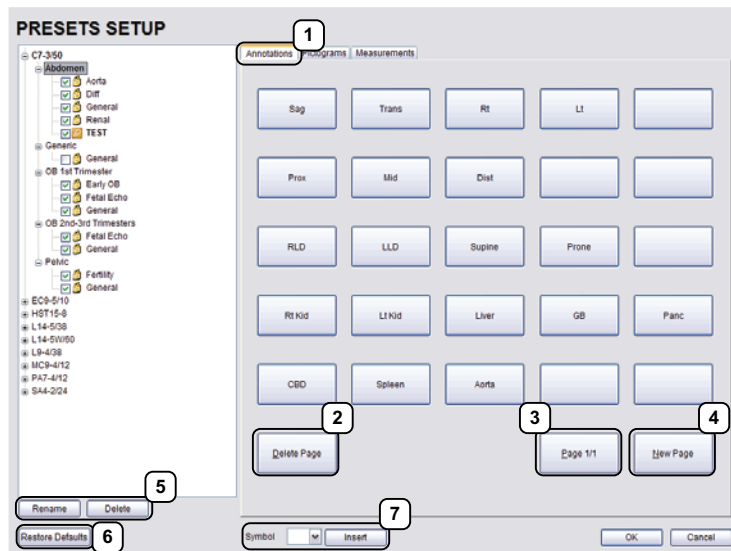 PRESETS SETUP
1
Annotations Pictograms Measurements
C7-3/50
Abdomen
Aorta
Diff
General
Renal
TEST
Generic
General
OB 1st Trimester
Early OB
Fetal Echo
General
OB 2nd-3rd Trimesters
Fetal Echo
General
Pelvic
Fertility
General
EC9-5/10
HST15-8
L14-5/38
L14-5W/60
L9-4/38
MC9-4/12
PA7-4/12
SA4-2/24
Sag Trans Rt Lt
Prox Mid Dist
RLD LLD Supine Prone
Rt Kid Lt Kid Liver GB Panc
CBD Spleen Aorta
2 3 4
Delete Page Page 1/1 New Page
5
Rename Delete
7
Restore Defaults 6 Symbol Insert OK Cancel